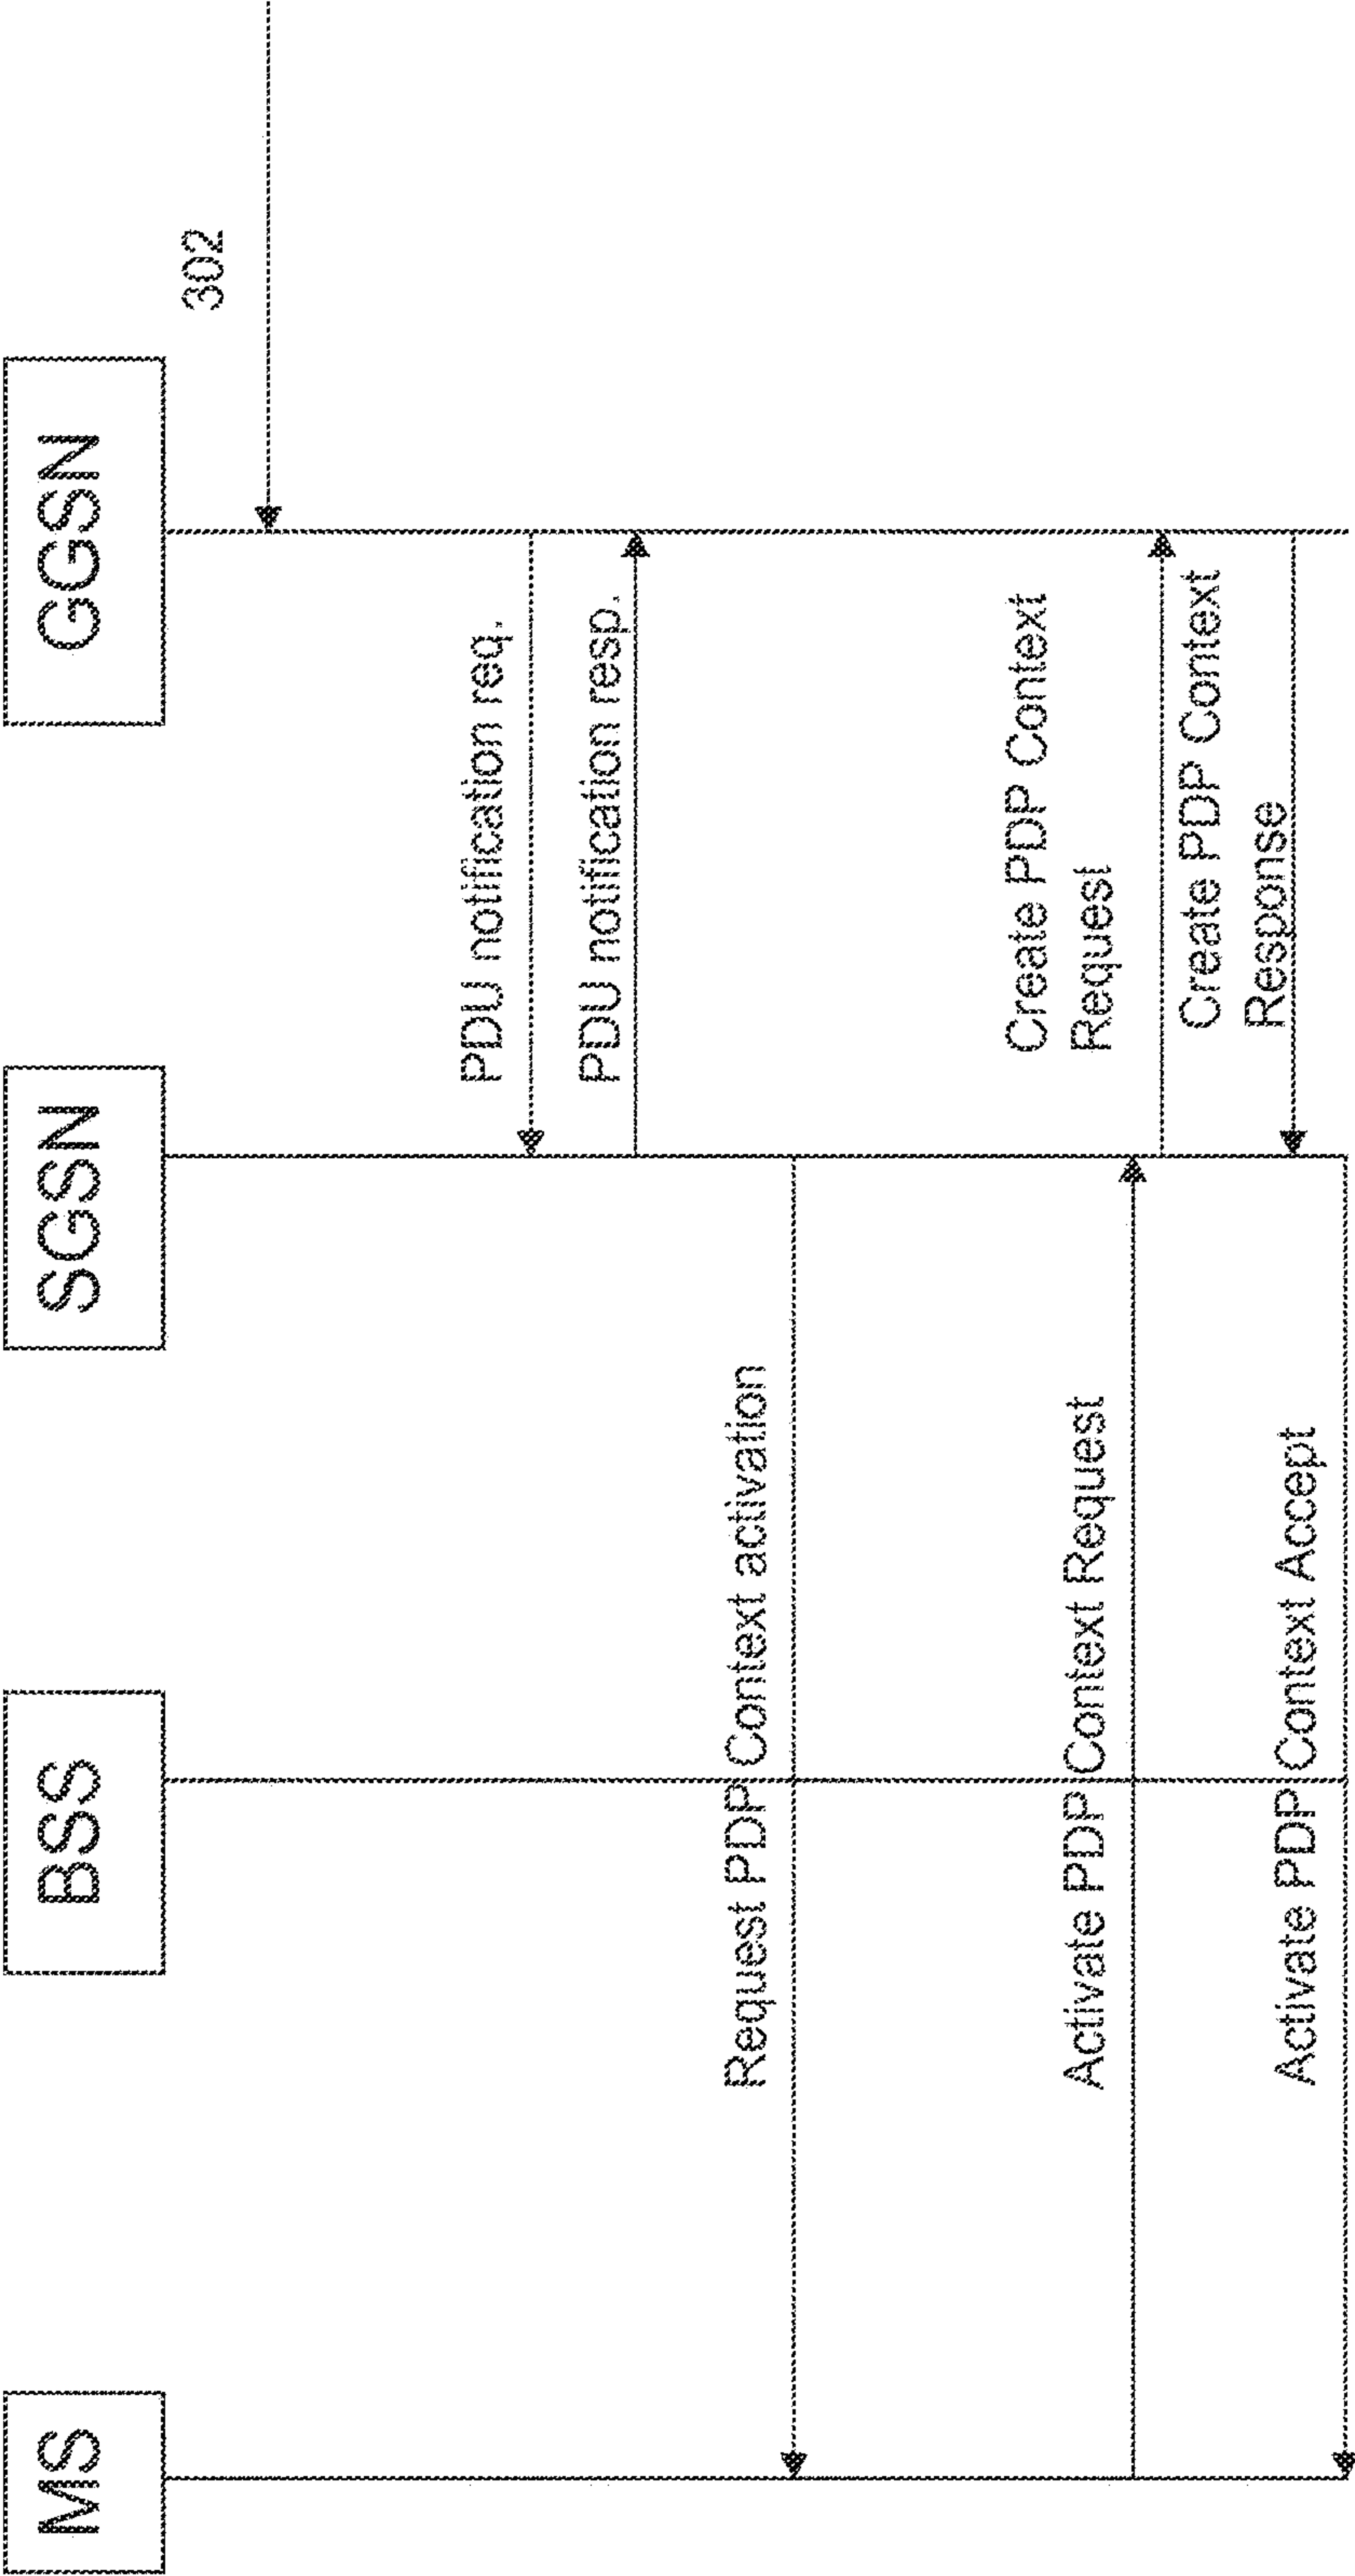 MS
BSS
SGSN
GGSN
302
PDU notification req.
PDU notification resp.
Request PDP Context activation
Create PDP Context
Request
Activate PDP Context Request
Create PDP Context
Response
Activate PDP Context Accept